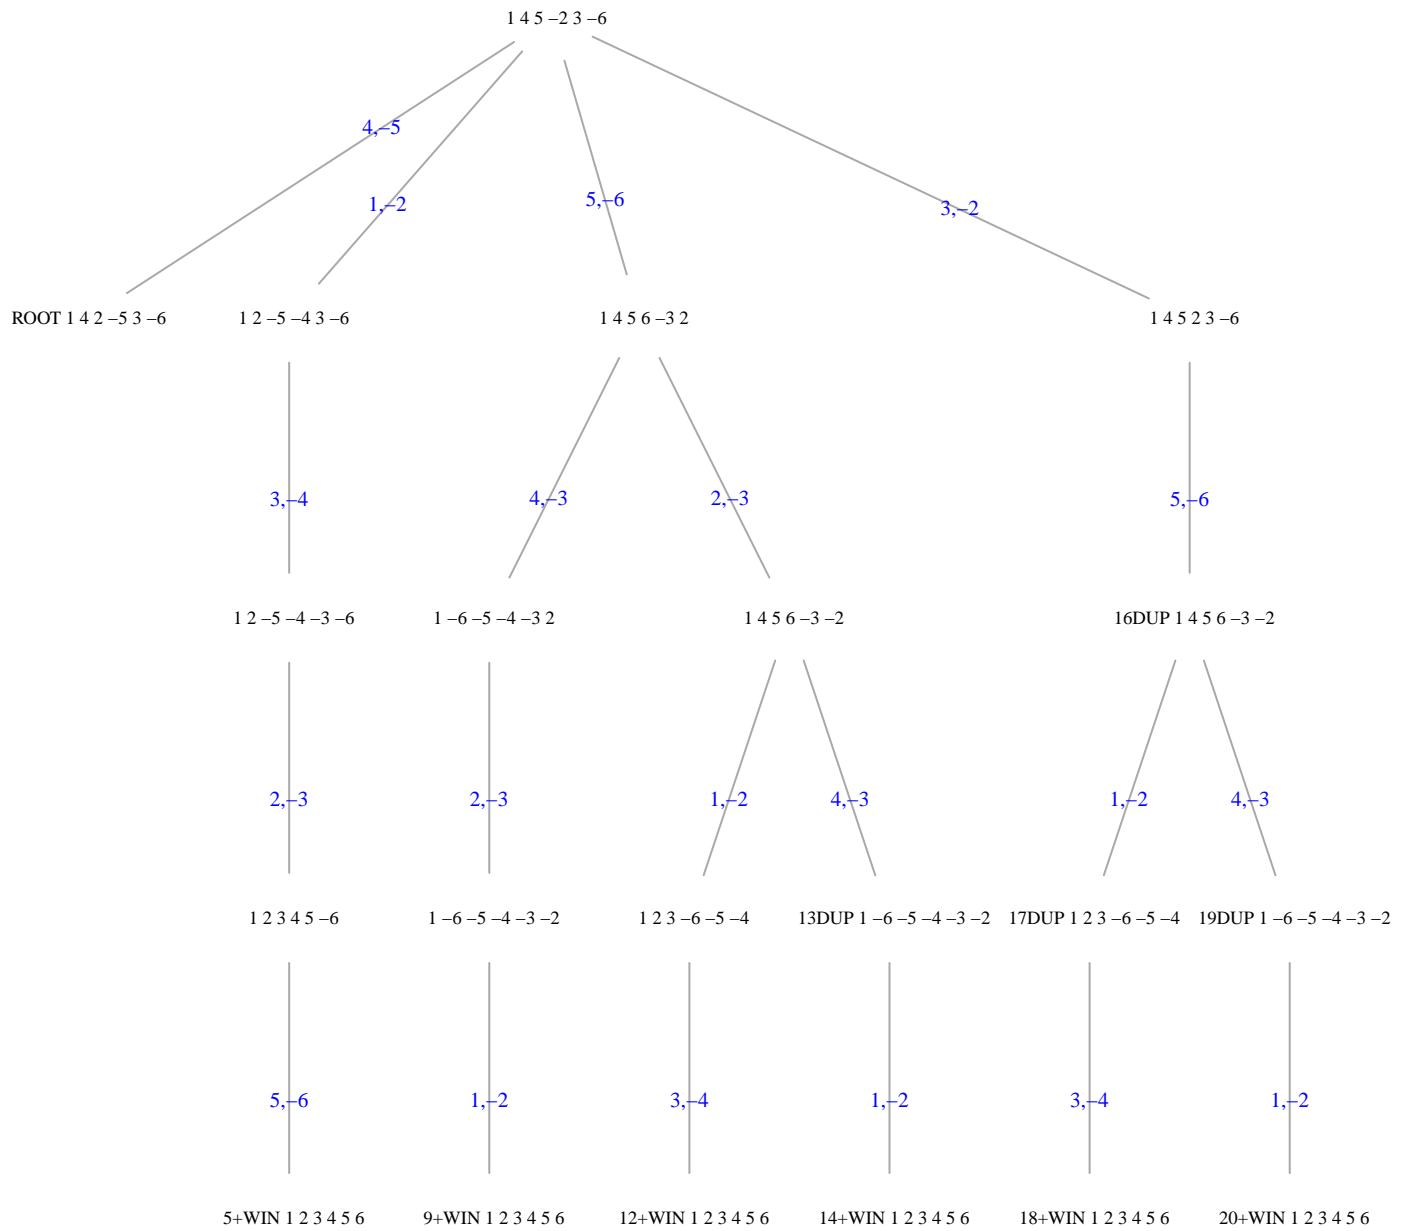 1 4 5 –2 3 –6
4,–5
1,–2
5,–6
3,–2
ROOT 1 4 2 –5 3 –6
1 2 –5 –4 3 –6
1 4 5 6 –3 2
1 4 5 2 3 –6
3,–4
4,–3
2,–3
5,–6
1 2 –5 –4 –3 –6
1 –6 –5 –4 –3 2
1 4 5 6 –3 –2
16DUP 1 4 5 6 –3 –2
2,–3
2,–3
1,–2
4,–3
1,–2
4,–3
1 2 3 4 5 –6
1 –6 –5 –4 –3 –2
1 2 3 –6 –5 –4
13DUP 1 –6 –5 –4 –3 –2
17DUP 1 2 3 –6 –5 –4
19DUP 1 –6 –5 –4 –3 –2
5,–6
1,–2
3,–4
1,–2
3,–4
1,–2
5+WIN 1 2 3 4 5 6
9+WIN 1 2 3 4 5 6
12+WIN 1 2 3 4 5 6
14+WIN 1 2 3 4 5 6
18+WIN 1 2 3 4 5 6
20+WIN 1 2 3 4 5 6